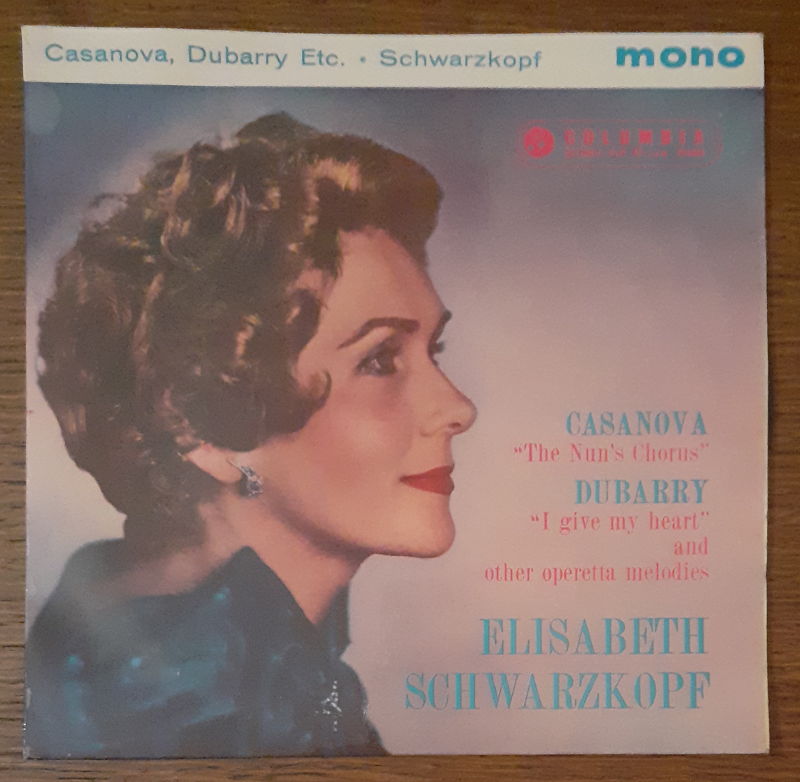 Casanova, Dubarry Etc. • Schwarzkopf
mono
COLUMBIA
CASANOVA
“The Nun's Chorus”
DUBARRY
“I give my heart”
and
other operetta melodies
ELISABETH
SCHWARZKOPF